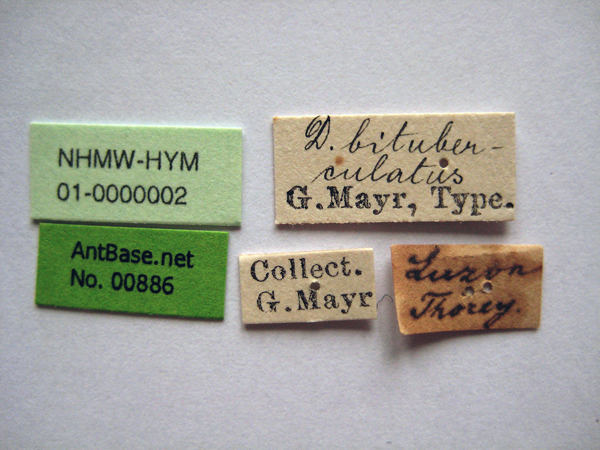 NHMW-HYM
01-0000002
AntBase.net
No. 00886
D. bituber-
culatus
G. Mayr, Type.
Collect.
G. Mayr
Luzon
Thorey.